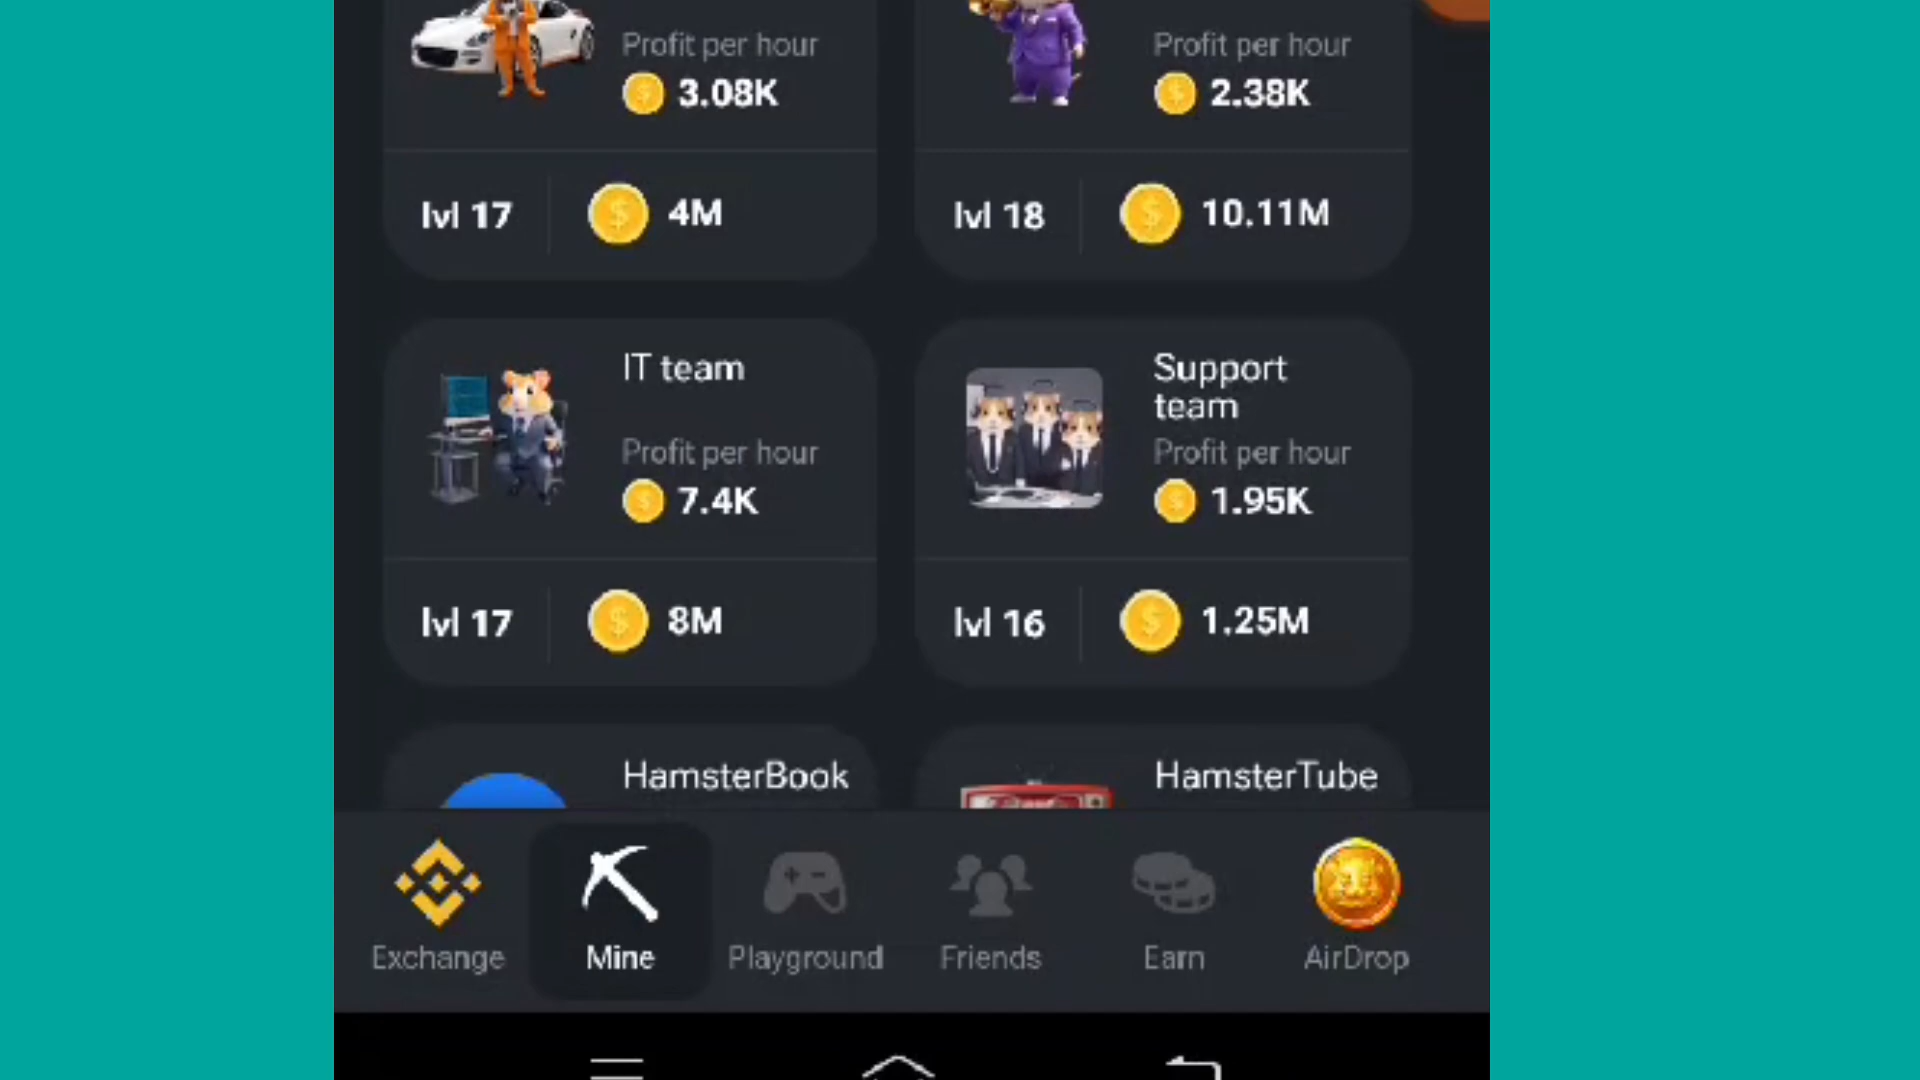 Profit per hour
3.08K
Profit per hour
2.38K
lvl 17
4M
lvl 18
10.11M
IT team
Profit per hour
7.4K
Support
team
Profit per hour
1.95K
lvl 17
8M
lvl 16
1.25M
HamsterBook
HamsterTube
Exchange
Mine
Playground
Friends
Earn
AirDrop